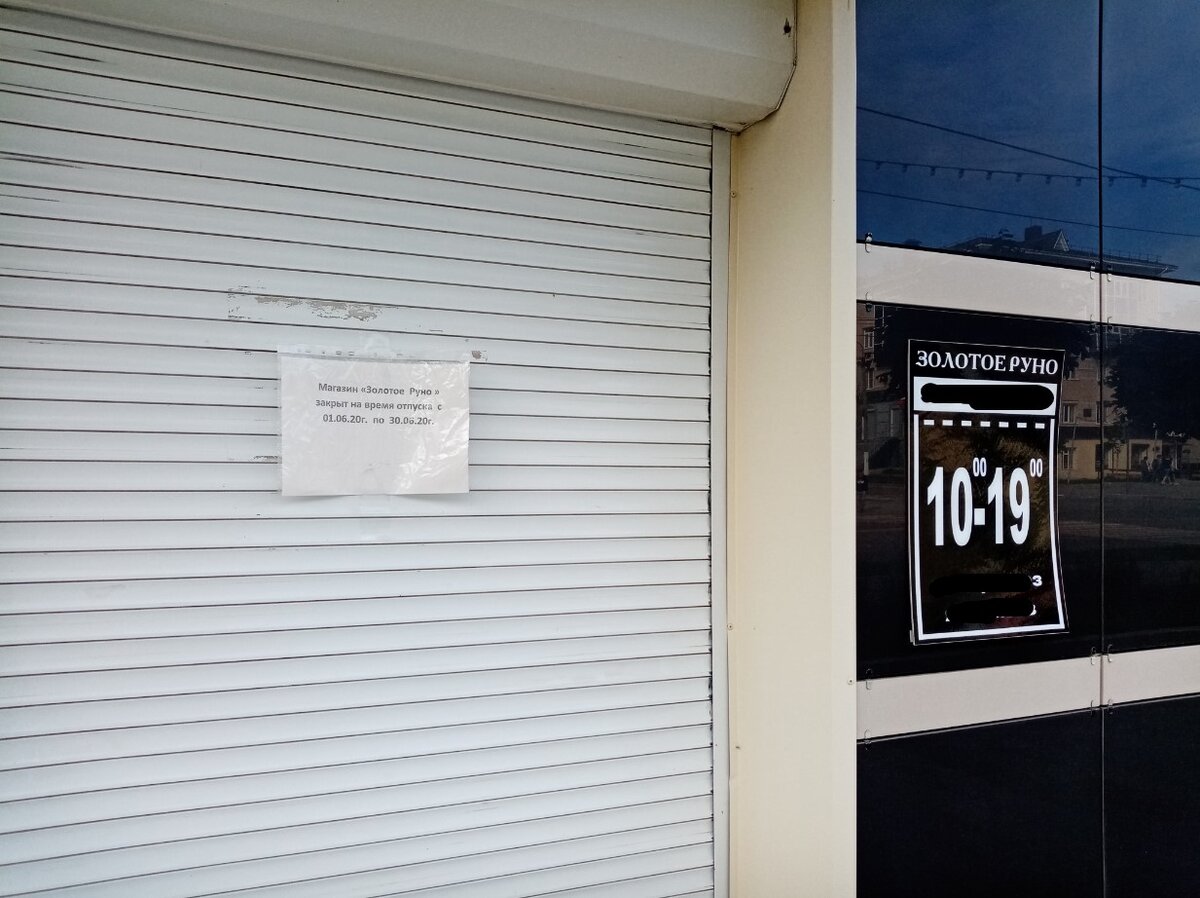 Магазин «Золотое Руно »
закрыт на время отпуска с
01.06.20г. по 30.06.20г.
ЗОЛОТОЕ РУНО
10⁰⁰-19⁰⁰
з